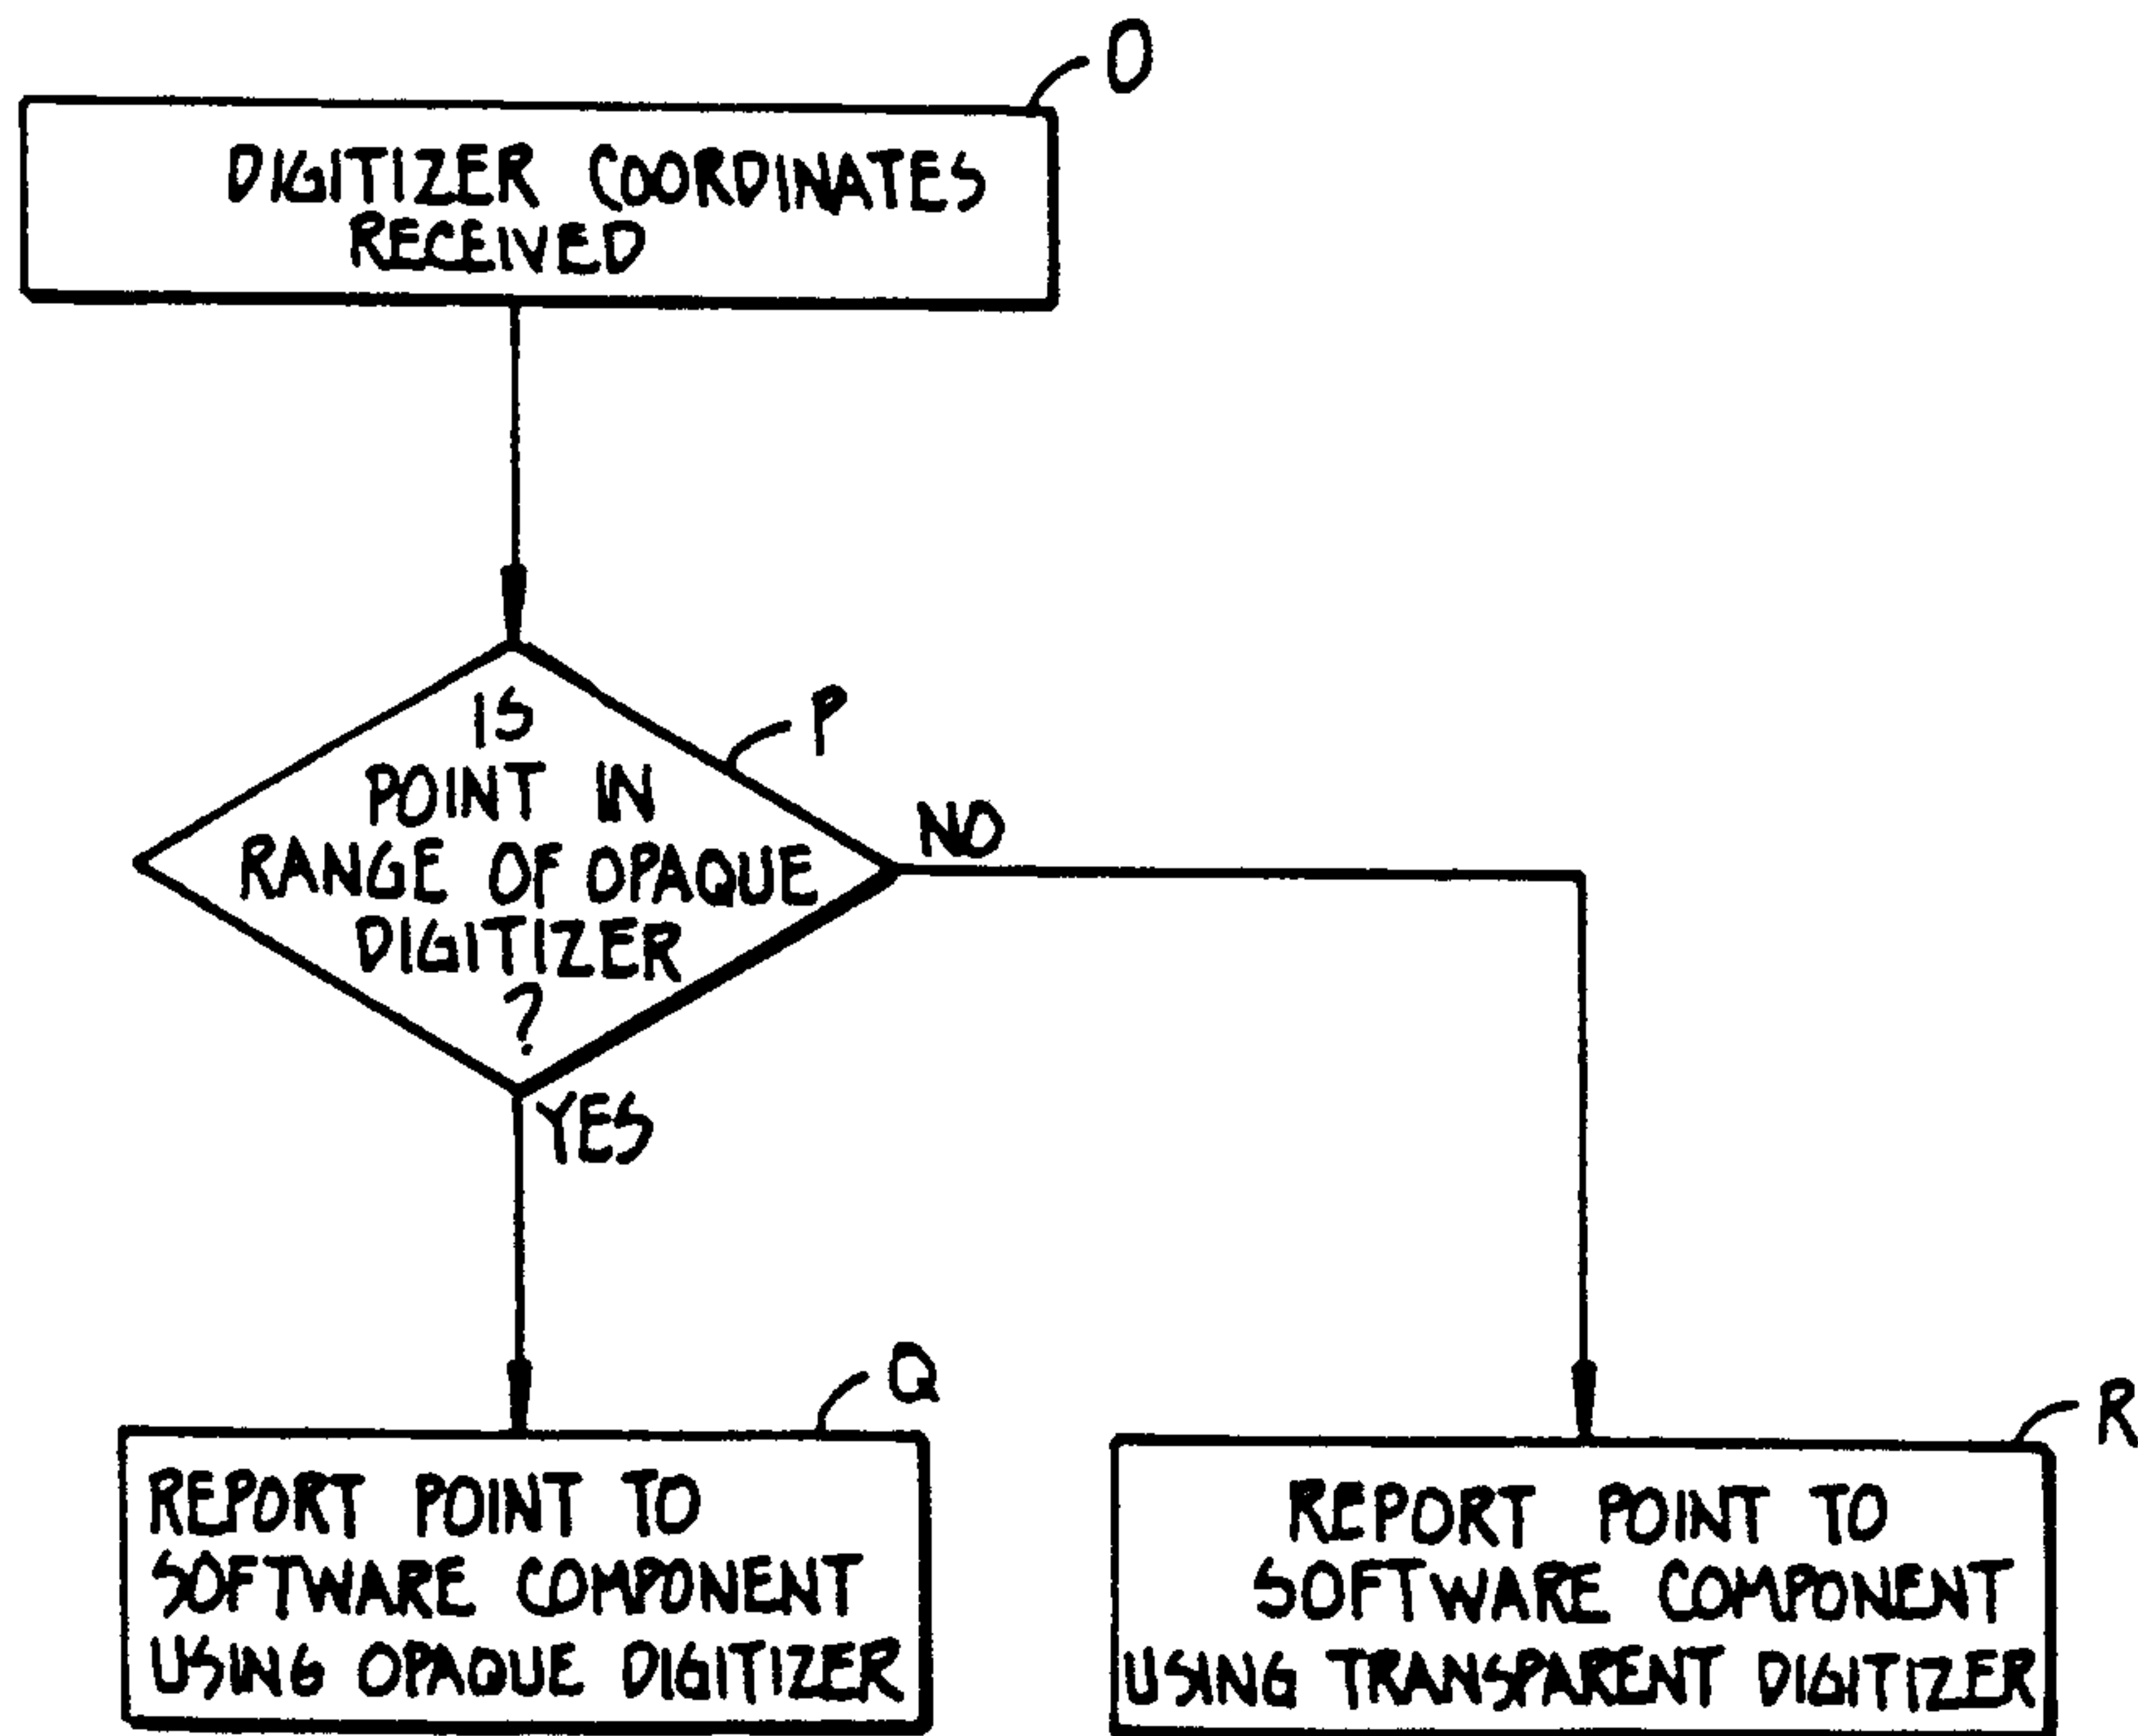 O
DIGITIZER COORDINATES
RECEIVED
P
IS
POINT IN
RANGE OF OPAQUE
DIGITIZER
?
NO
YES
Q
REPORT POINT TO
SOFTWARE COMPONENT
USING OPAQUE DIGITIZER
R
REPORT POINT TO
SOFTWARE COMPONENT
USING TRANSPARENT DIGITIZER